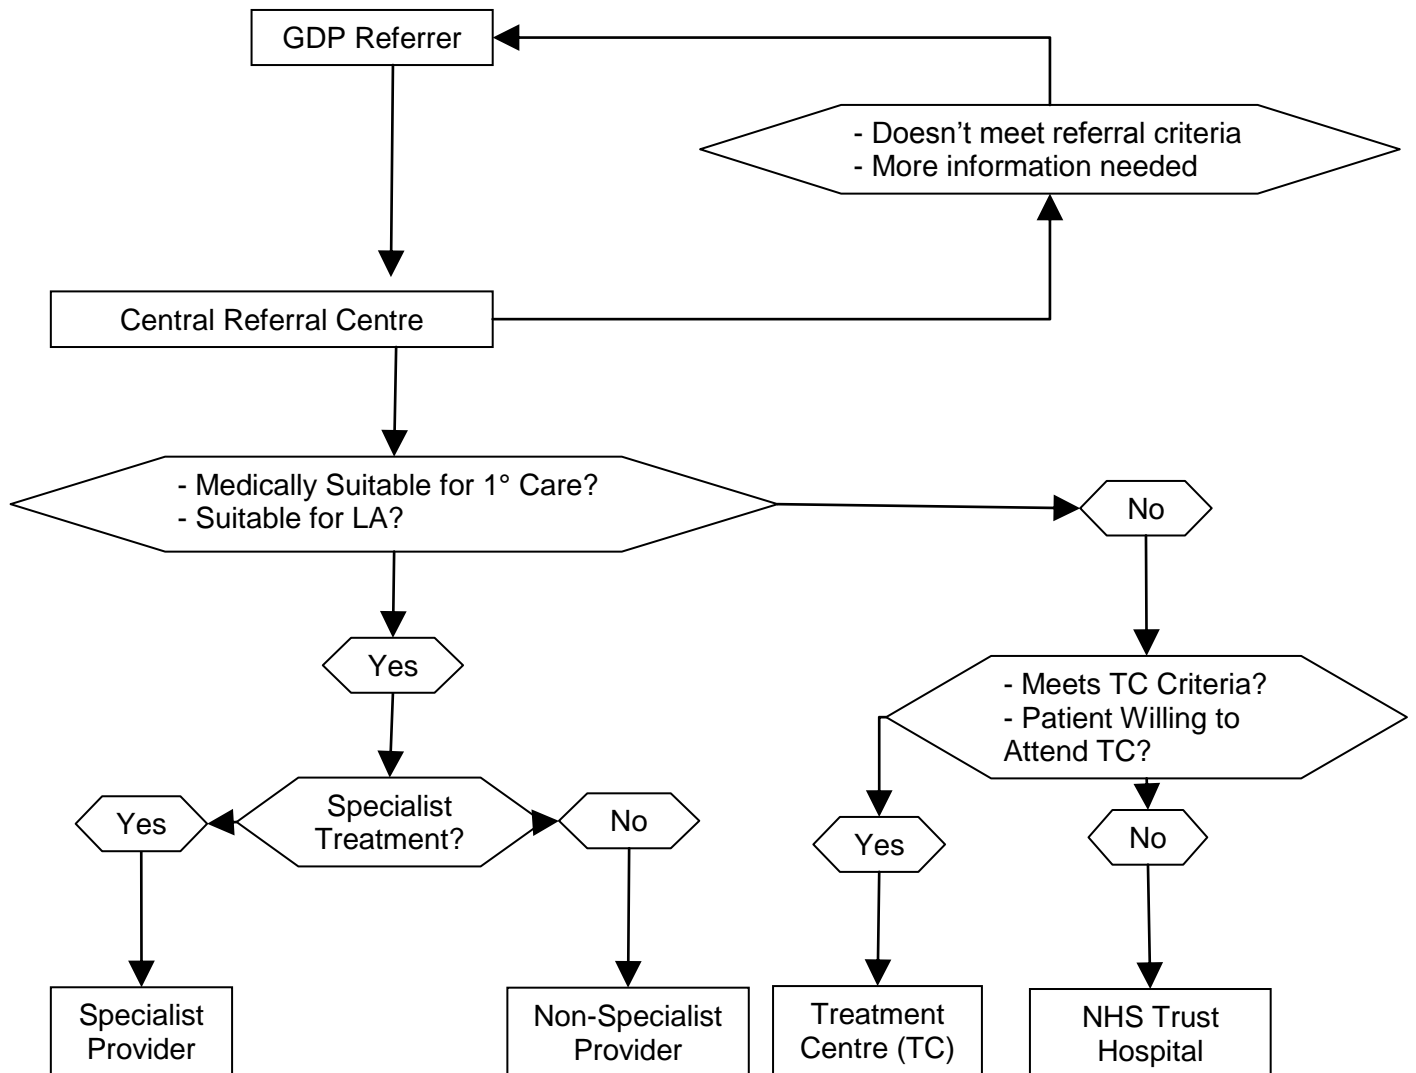 GDP Referrer
- Doesn’t meet referral criteria
- More information needed
Central Referral Centre
- Medically Suitable for 1° Care?
- Suitable for LA?
No
Yes
- Meets TC Criteria?
- Patient Willing to
Attend TC?
Yes
Specialist
Treatment?
No
Yes
No
Specialist
Provider
Non-Specialist
Provider
Treatment
Centre (TC)
NHS Trust
Hospital